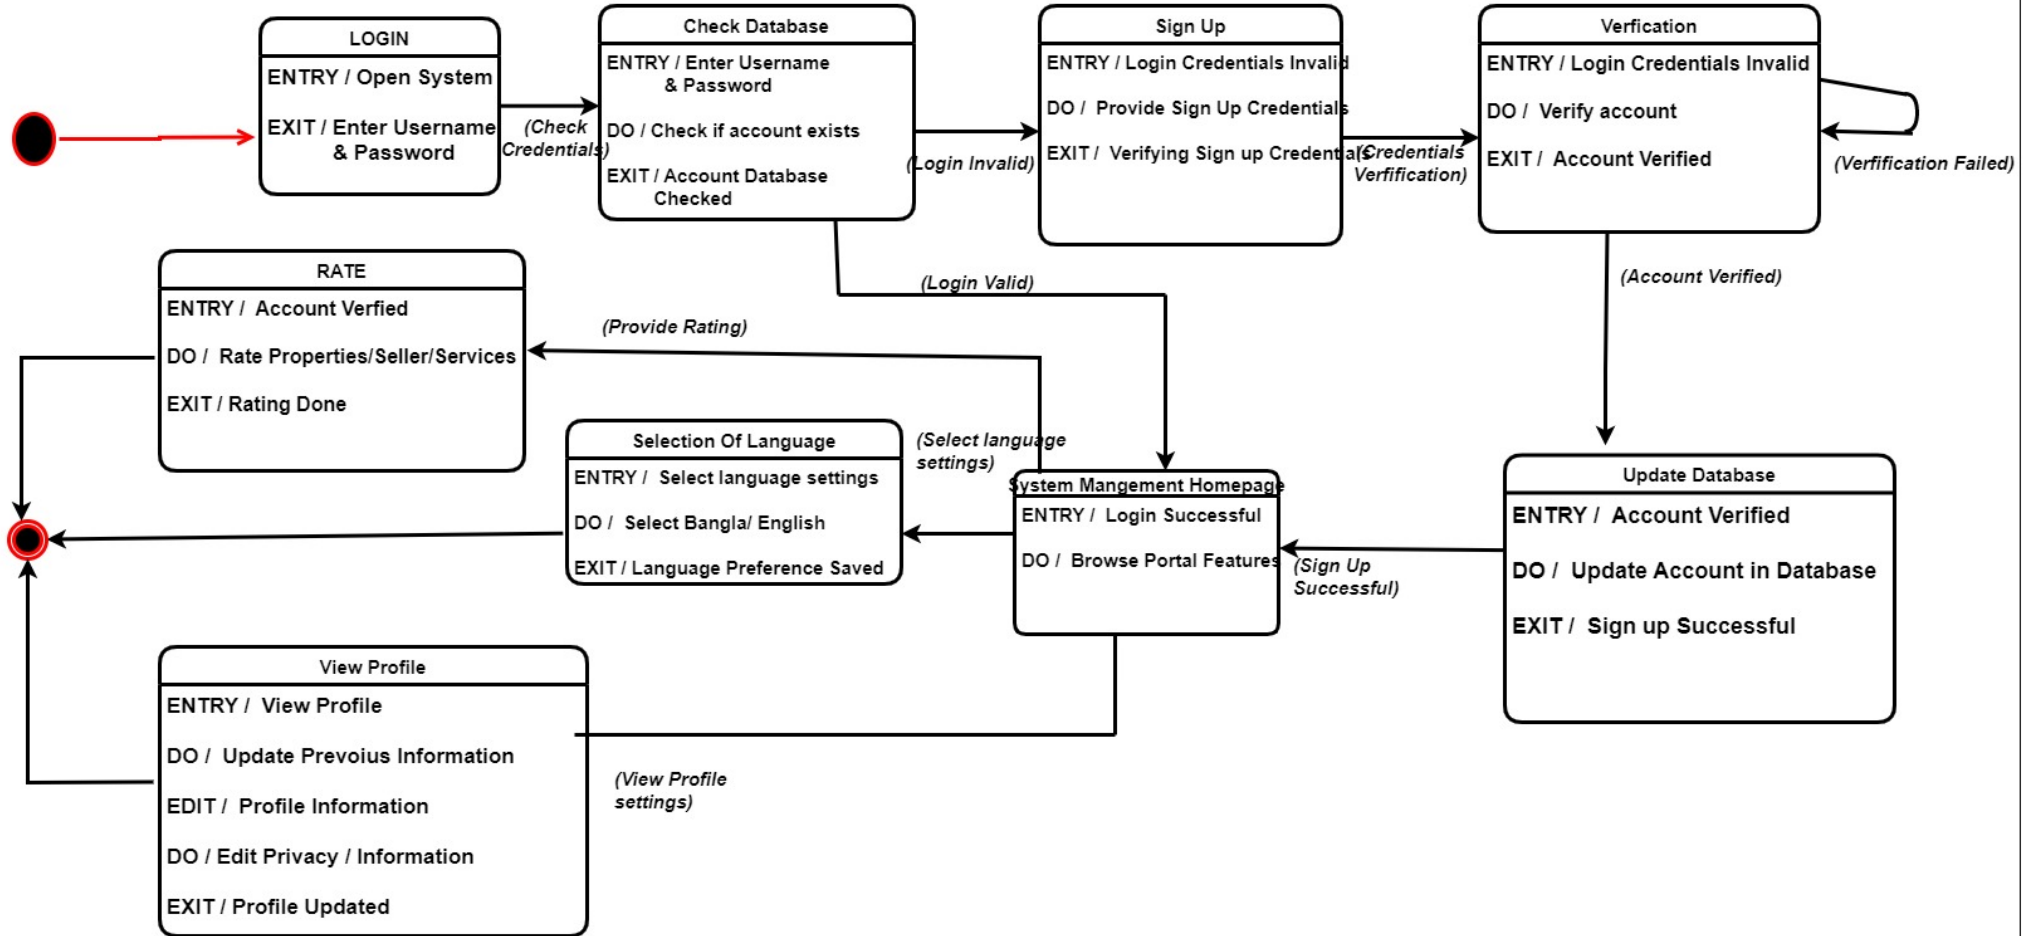 LOGIN
ENTRY / Open System
EXIT / Enter Username
& Password
(Check
Credentials)
Check Database
ENTRY / Enter Username
& Password
DO / Check if account exists
EXIT / Account Database
Checked
(Login Invalid)
Sign Up
ENTRY / Login Credentials Invalid
DO / Provide Sign Up Credentials
EXIT / Verifying Sign up Credentials
(Credentials
Verfification)
Verfication
ENTRY / Login Credentials Invalid
DO / Verify account
EXIT / Account Verified
(Verfification Failed)
(Account Verified)
(Login Valid)
RATE
ENTRY / Account Verfied
DO / Rate Properties/Seller/Services
EXIT / Rating Done
(Provide Rating)
Selection Of Language
ENTRY / Select language settings
DO / Select Bangla/ English
EXIT / Language Preference Saved
(Select language
settings)
System Mangement Homepage
ENTRY / Login Successful
DO / Browse Portal Features
(Sign Up
Successful)
Update Database
ENTRY / Account Verified
DO / Update Account in Database
EXIT / Sign up Successful
View Profile
ENTRY / View Profile
DO / Update Prevoius Information
EDIT / Profile Information
DO / Edit Privacy / Information
EXIT / Profile Updated
(View Profile
settings)